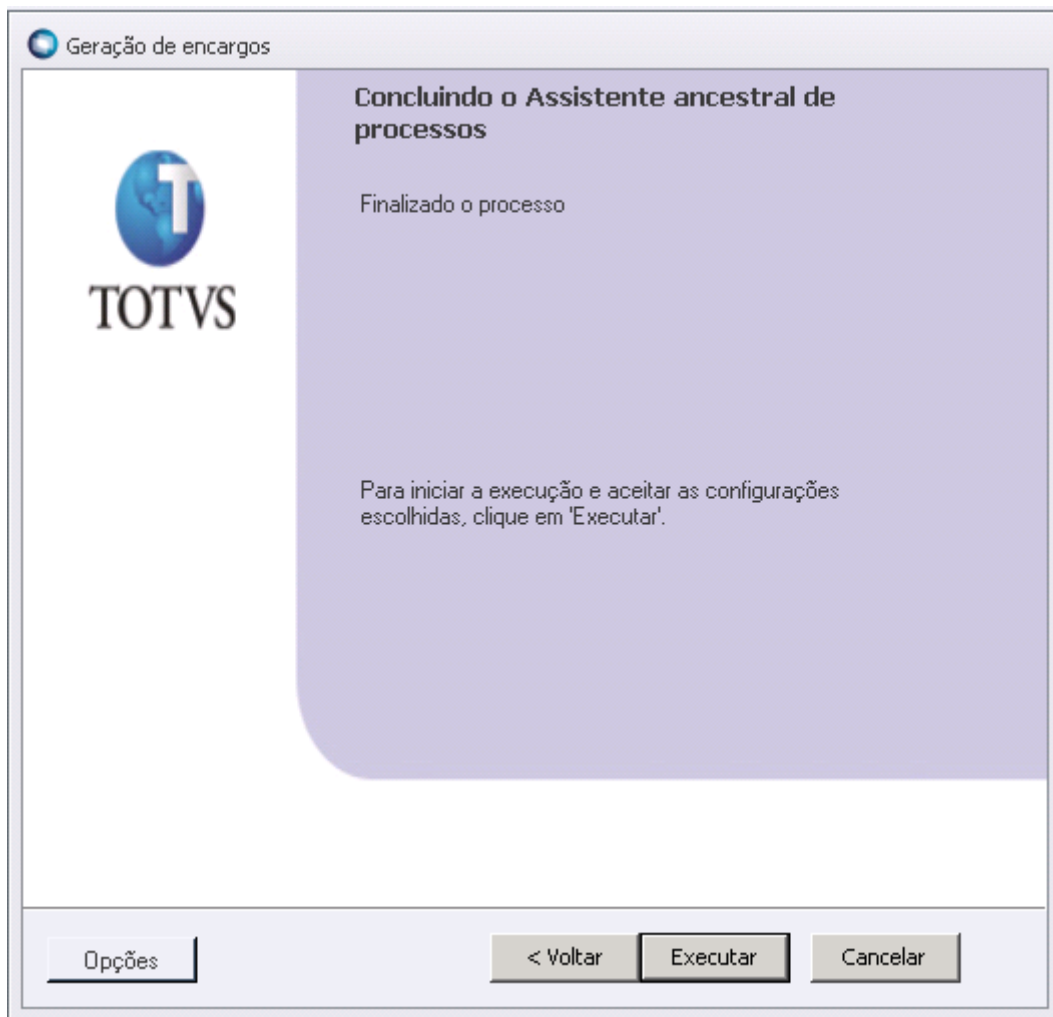 Geração de encargos
Concluindo o Assistente ancestral de
processos
Finalizado o processo
T
TOTVS
Para iniciar a execução e aceitar as configurações
escolhidas, clique em 'Executar'.
Opções
< Voltar
Executar
Cancelar